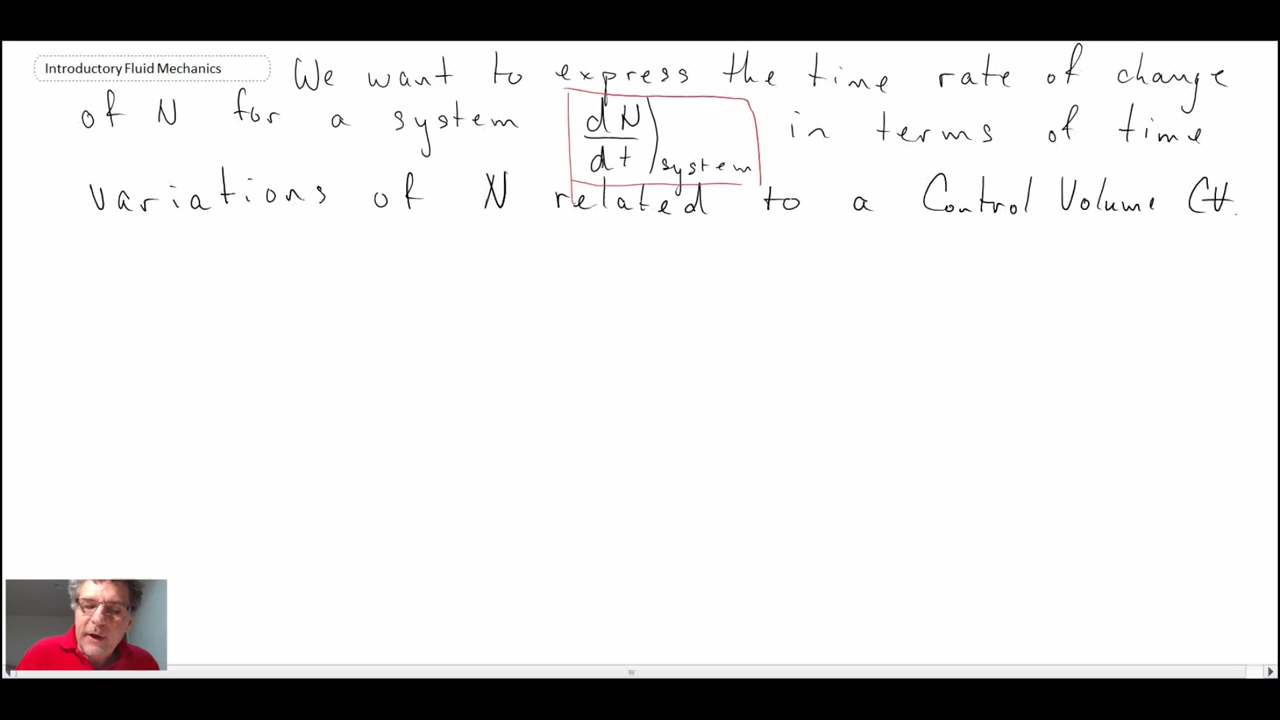 Introductory Fluid Mechanics
We want to express the time rate of change
of N for a system dN/dt)system in terms of time
variations of N related to a Control Volume CV.